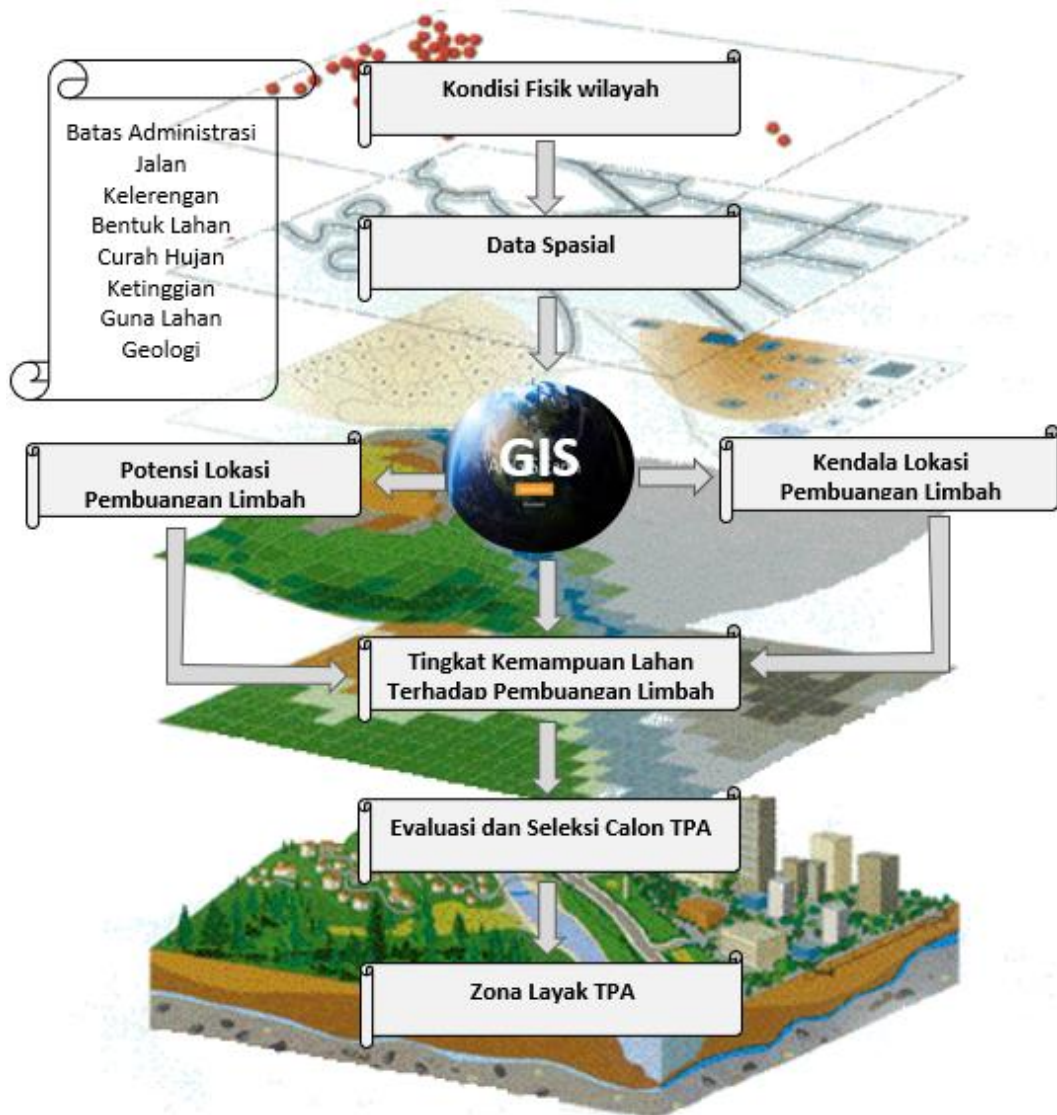 Kondisi Fisik wilayah
Batas Administrasi
Jalan
Kelerengan
Bentuk Lahan
Curah Hujan
Ketinggian
Guna Lahan
Geologi
Data Spasial
GIS
Potensi Lokasi
Pembuangan Limbah
Kendala Lokasi
Pembuangan Limbah
Tingkat Kemampuan Lahan
Terhadap Pembuangan Limbah
Evaluasi dan Seleksi Calon TPA
Zona Layak TPA